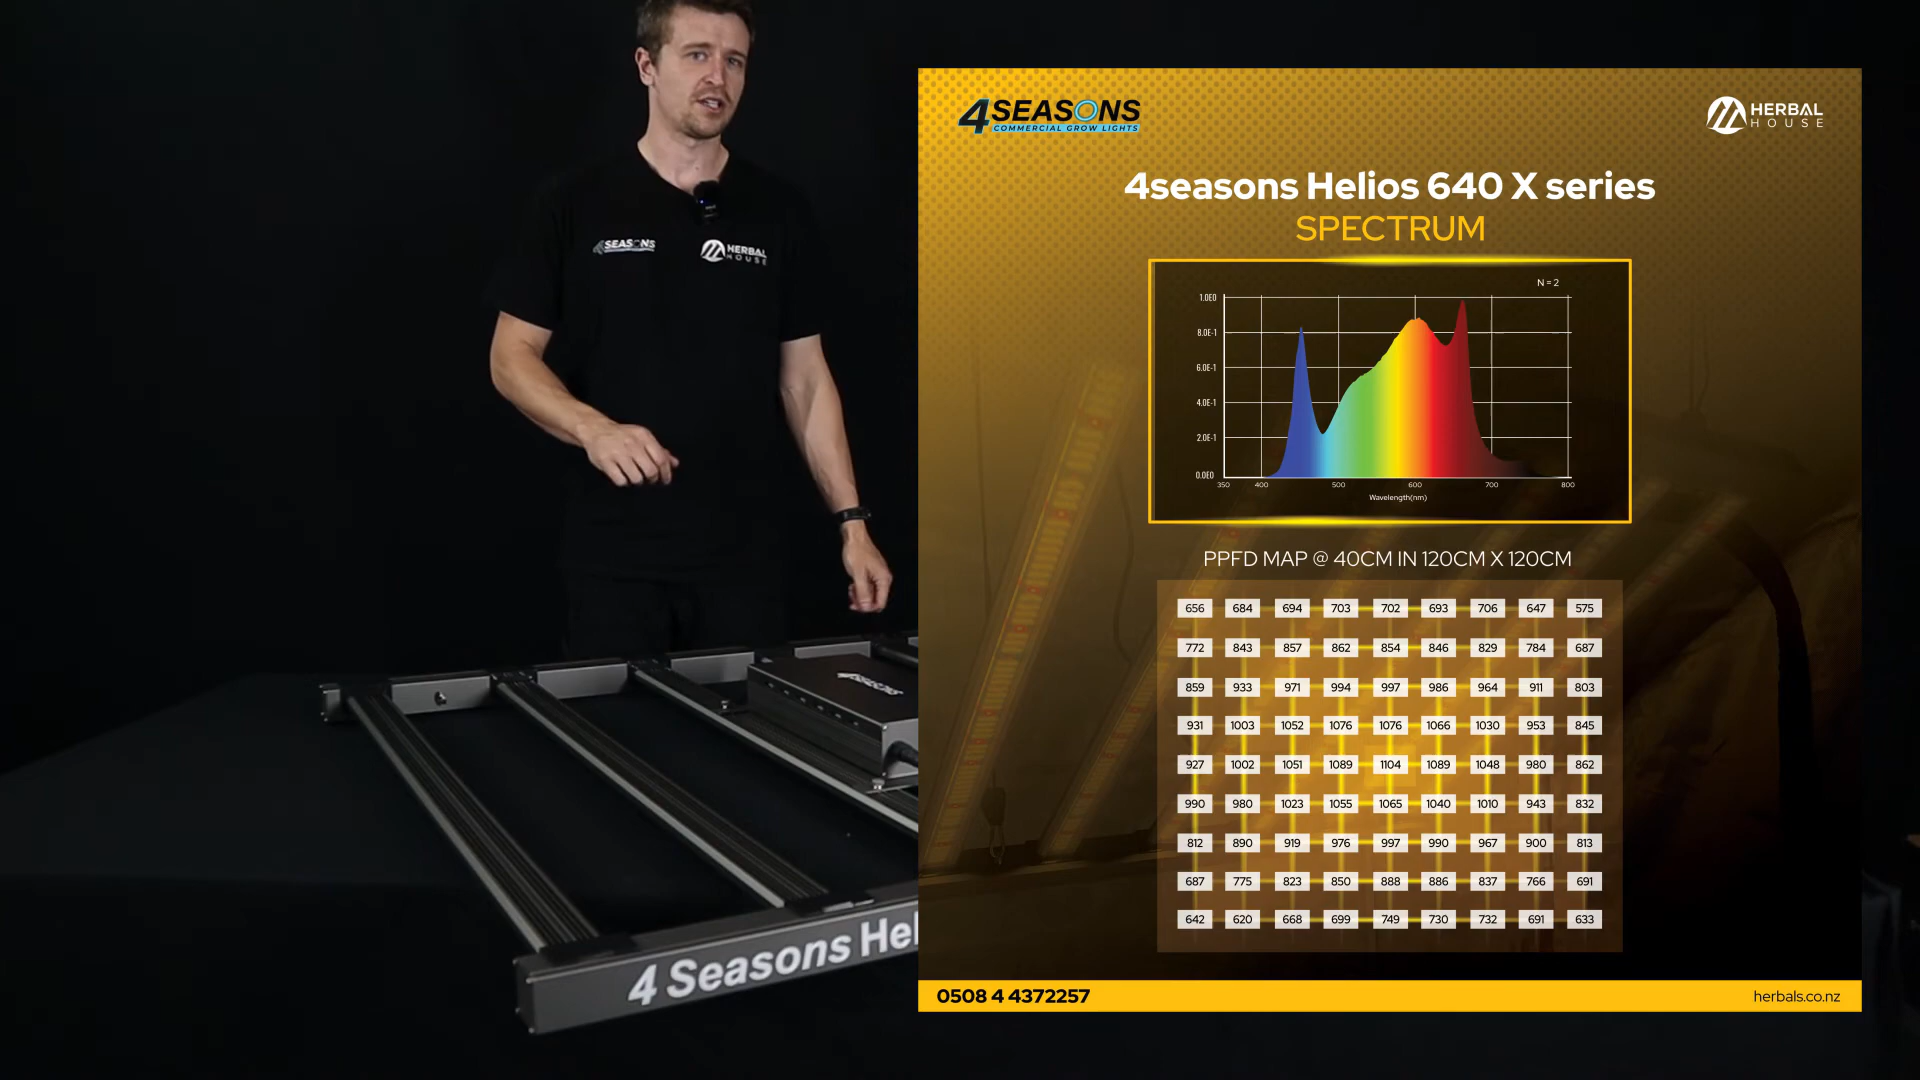 4SEASONS
COMMERCIAL GROW LIGHTS
HERBAL
HOUSE
4seasons Helios 640 X series
SPECTRUM
N = 2
1.0E0
8.0E-1
6.0E-1
4.0E-1
2.0E-1
0.0E0
350 400 500 600 700 800
Wavelength(nm)
PPFD MAP @ 40CM IN 120CM X 120CM
656 684 694 703 702 693 706 647 575
772 843 857 862 854 846 829 784 687
859 933 971 994 997 986 964 911 803
931 1003 1052 1076 1076 1066 1030 953 845
927 1002 1051 1089 1104 1089 1048 980 862
990 980 1023 1055 1065 1040 1010 943 832
812 890 919 976 997 990 967 900 813
687 775 823 850 888 886 837 766 691
642 620 668 699 749 730 732 691 633
0508 4 4372257
herbals.co.nz
4SEASONS
HERBAL
HOUSE
4SEASONS
4 Seasons Hel